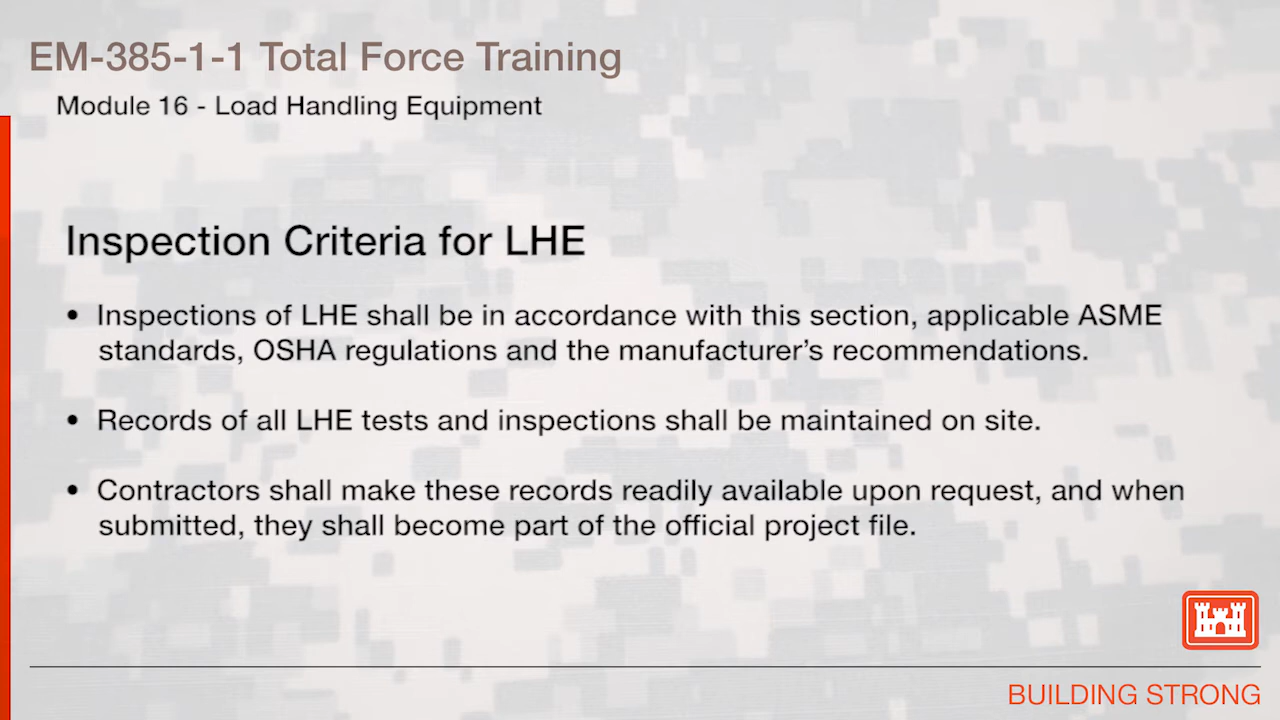 EM-385-1-1 Total Force Training
Module 16 - Load Handling Equipment
Inspection Criteria for LHE
• Inspections of LHE shall be in accordance with this section, applicable ASME
standards, OSHA regulations and the manufacturer’s recommendations.
• Records of all LHE tests and inspections shall be maintained on site.
• Contractors shall make these records readily available upon request, and when
submitted, they shall become part of the official project file.
BUILDING STRONG